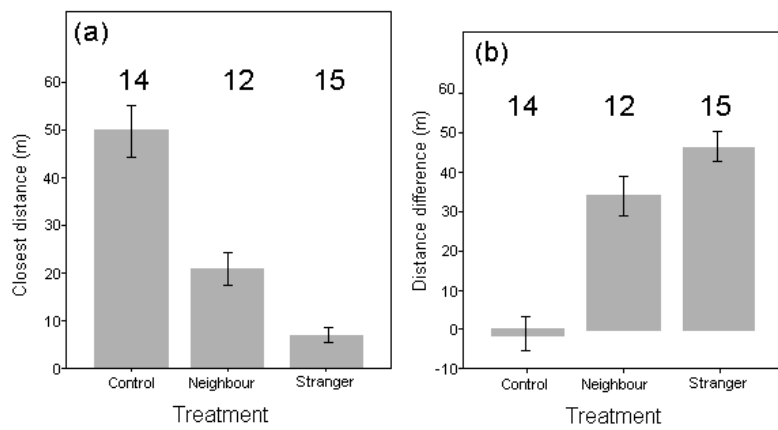 (a)
14 12 15
60
50
40
30
20
10
0
Closest distance (m)
Control Neighbour Stranger
Treatment
(b)
14 12 15
60
50
40
30
20
10
0
-10
Distance difference (m)
Control Neighbour Stranger
Treatment